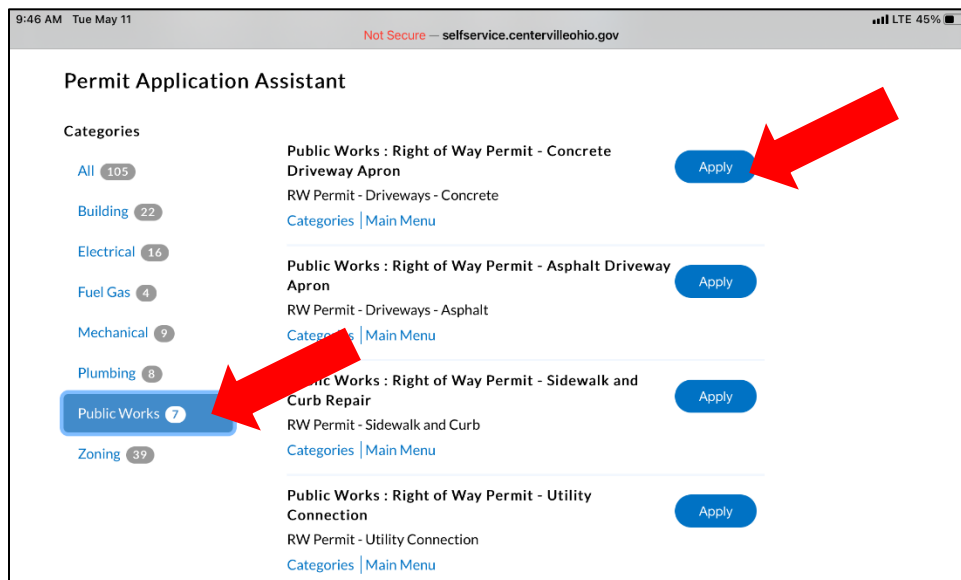 9:46 AM Tue May 11
LTE 45%
Not Secure — selfservice.centervilleohio.gov
Permit Application Assistant
Categories
All 105
Building 22
Electrical 16
Fuel Gas 4
Mechanical 9
Plumbing 8
Public Works 7
Zoning 39
Public Works : Right of Way Permit - Concrete
Driveway Apron
RW Permit - Driveways - Concrete
Categories | Main Menu
Apply
Public Works : Right of Way Permit - Asphalt Driveway
Apron
RW Permit - Driveways - Asphalt
Categories | Main Menu
Apply
Works : Right of Way Permit - Sidewalk and
Curb Repair
RW Permit - Sidewalk and Curb
Categories | Main Menu
Apply
Public Works : Right of Way Permit - Utility
Connection
RW Permit - Utility Connection
Categories | Main Menu
Apply